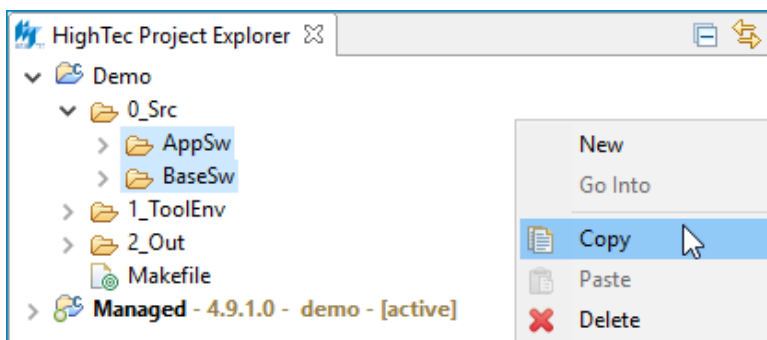 HighTec Project Explorer
Demo
0_Src
AppSw
BaseSw
1_ToolEnv
2_Out
Makefile
Managed - 4.9.1.0 - demo - [active]
New
Go Into
Copy
Paste
Delete